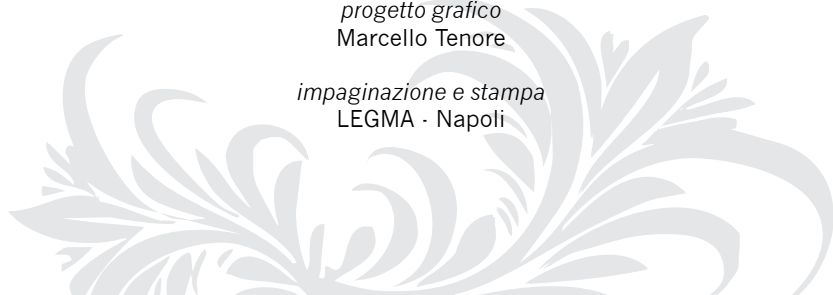 progetto grafico
Marcello Tenore
impaginazione e stampa
LEGMA - Napoli